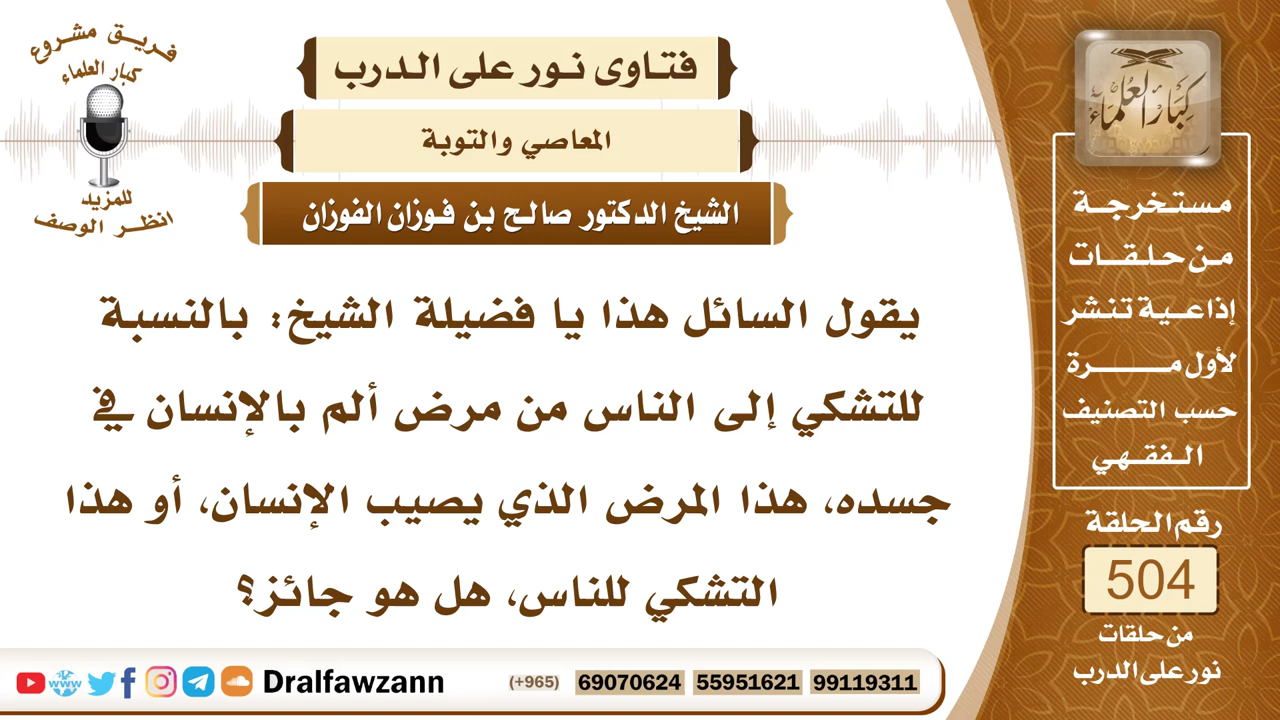 فتاوى نور على الدرب
المعاصي والتوبة
الشيخ الدكتور صالح بن فوزان الفوزان
يقول السائل هذا يا فضيلة الشيخ: بالنسبة
للتشكي إلى الناس من مرض ألم بالإنسان في
جسده، هذا المرض الذي يصيب الإنسان، أو هذا
التشكي للناس، هل هو جائز؟
كبار العلماء
مستخرجة
من حلقات
إذاعية تنشر
لأول مرة
حسب التصنيف
الفقهي
رقم الحلقة
504
من حلقات
نور على الدرب
فريق مشروع
كبار العلماء
للمزيد
انظر الوصف
www
Dralfawzann
(+965) 69070624 55951621 99119311